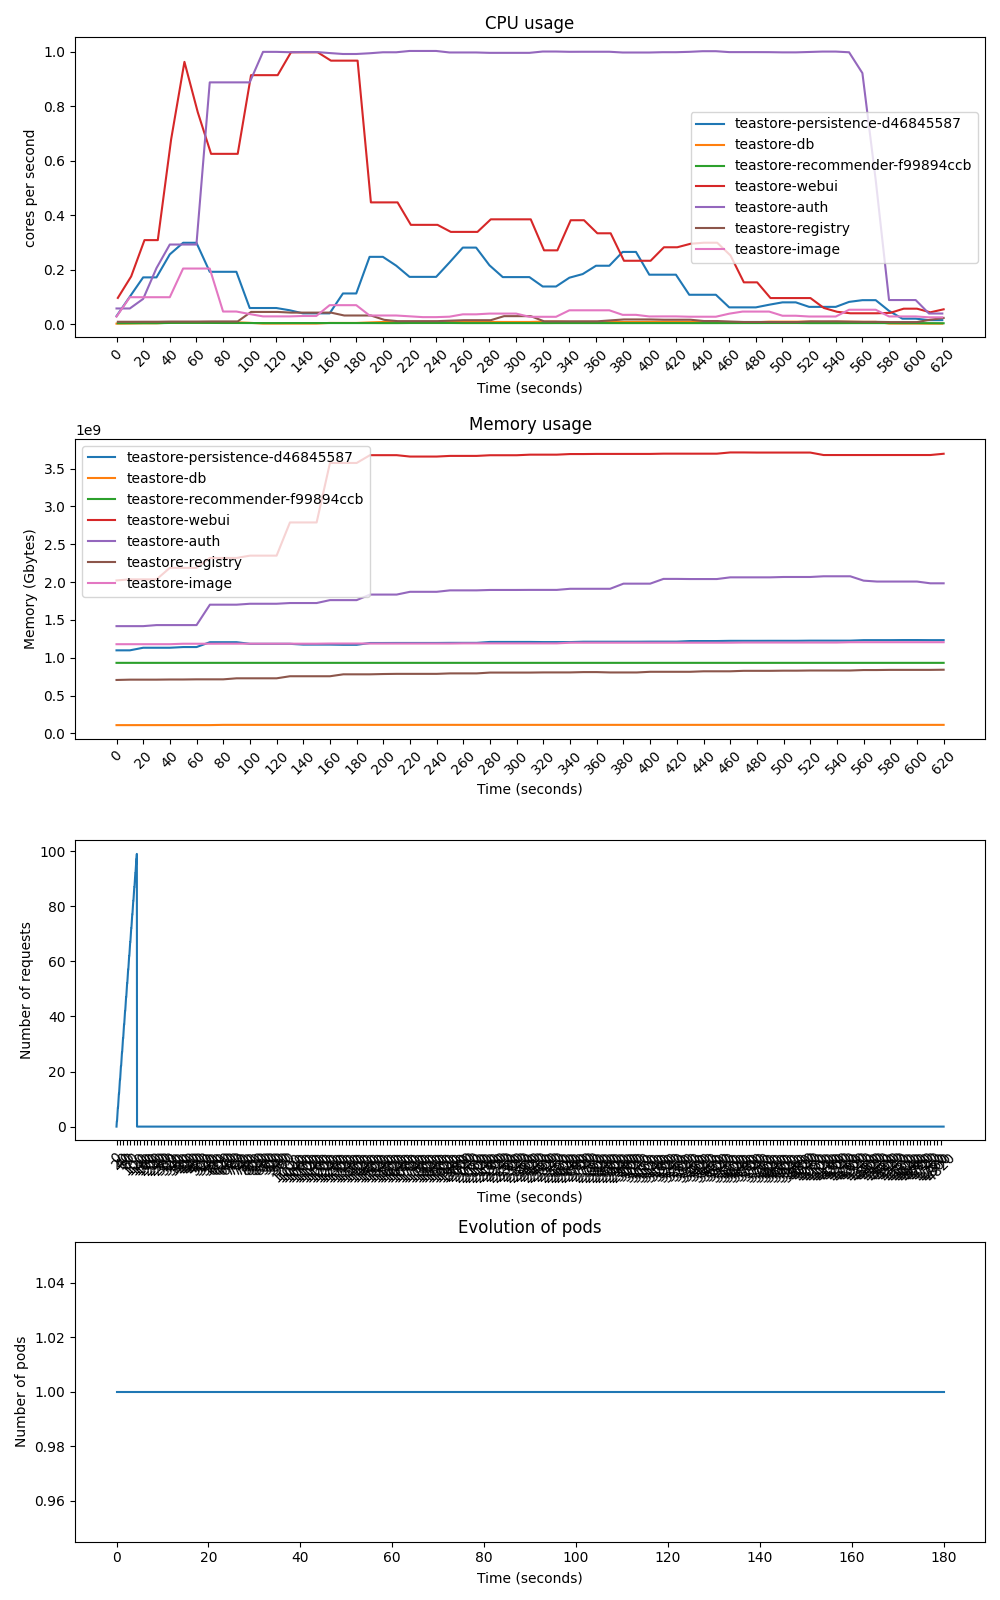 CPU usage
cores per second
1.0
0.8
0.6
0.4
0.2
0.0
teastore-persistence-d46845587
teastore-db
teastore-recommender-f99894ccb
teastore-webui
teastore-auth
teastore-registry
teastore-image
0 20 40 60 80 100 120 140 160 180 200 220 240 260 280 300 320 340 360 380 400 420 440 460 480 500 520 540 560 580 600 620
Time (seconds)
Memory usage
1e9
Memory (Gbytes)
3.5
3.0
2.5
2.0
1.5
1.0
0.5
0.0
teastore-persistence-d46845587
teastore-db
teastore-recommender-f99894ccb
teastore-webui
teastore-auth
teastore-registry
teastore-image
0 20 40 60 80 100 120 140 160 180 200 220 240 260 280 300 320 340 360 380 400 420 440 460 480 500 520 540 560 580 600 620
Time (seconds)
Number of requests
100
80
60
40
20
0
Time (seconds)
Evolution of pods
Number of pods
1.04
1.02
1.00
0.98
0.96
0 20 40 60 80 100 120 140 160 180
Time (seconds)